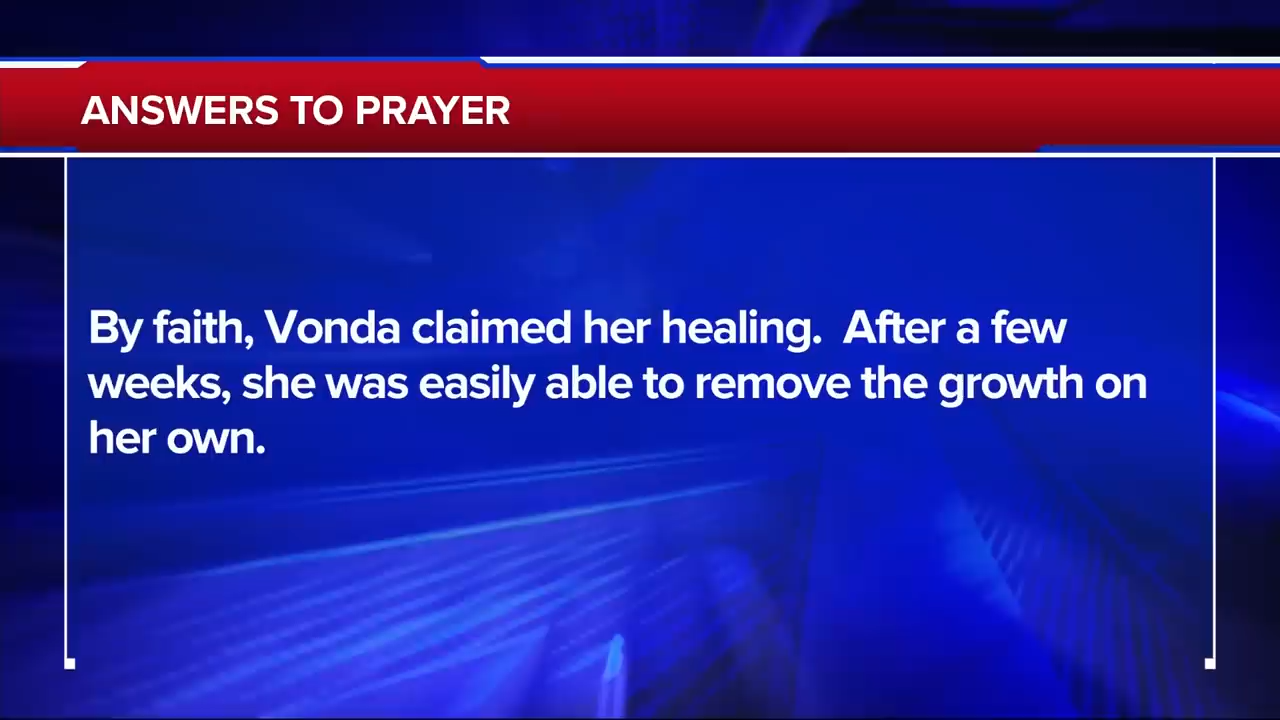 ANSWERS TO PRAYER
By faith, Vonda claimed her healing.  After a few
weeks, she was easily able to remove the growth on
her own.